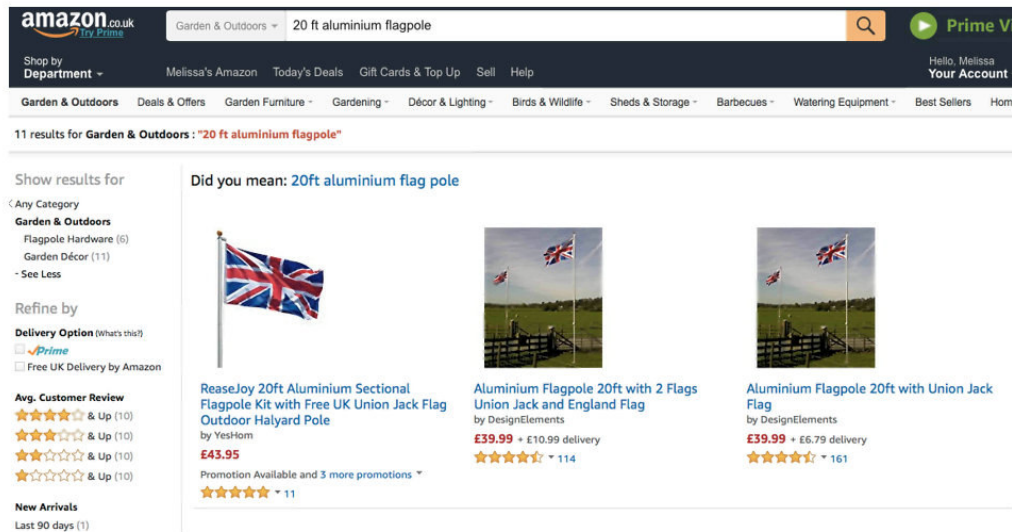 amazon.co.uk
Try Prime
Garden & Outdoors
20 ft aluminium flagpole
Prime
Shop by
Department
Melissa's Amazon Today's Deals Gift Cards & Top Up Sell Help
Hello, Melissa
Your Account
Garden & Outdoors Deals & Offers Garden Furniture Gardening Décor & Lighting Birds & Wildlife Sheds & Storage Barbecues Watering Equipment Best Sellers
11 results for Garden & Outdoors : "20 ft aluminium flagpole"
Show results for
Any Category
Garden & Outdoors
Flagpole Hardware (6)
Garden Décor (11)
- See Less
Refine by
Delivery Option (What's this?)
Prime
Free UK Delivery by Amazon
Avg. Customer Review
& Up (10)
& Up (10)
& Up (10)
& Up (10)
New Arrivals
Last 90 days (1)
Did you mean: 20ft aluminium flag pole
ReaseJoy 20ft Aluminium Sectional
Flagpole Kit with Free UK Union Jack Flag
Outdoor Halyard Pole
by YesHom
£43.95
Promotion Available and 3 more promotions
11
Aluminium Flagpole 20ft with 2 Flags
Union Jack and England Flag
by DesignElements
£39.99 + £10.99 delivery
114
Aluminium Flagpole 20ft with Union Jack
Flag
by DesignElements
£39.99 + £6.79 delivery
161